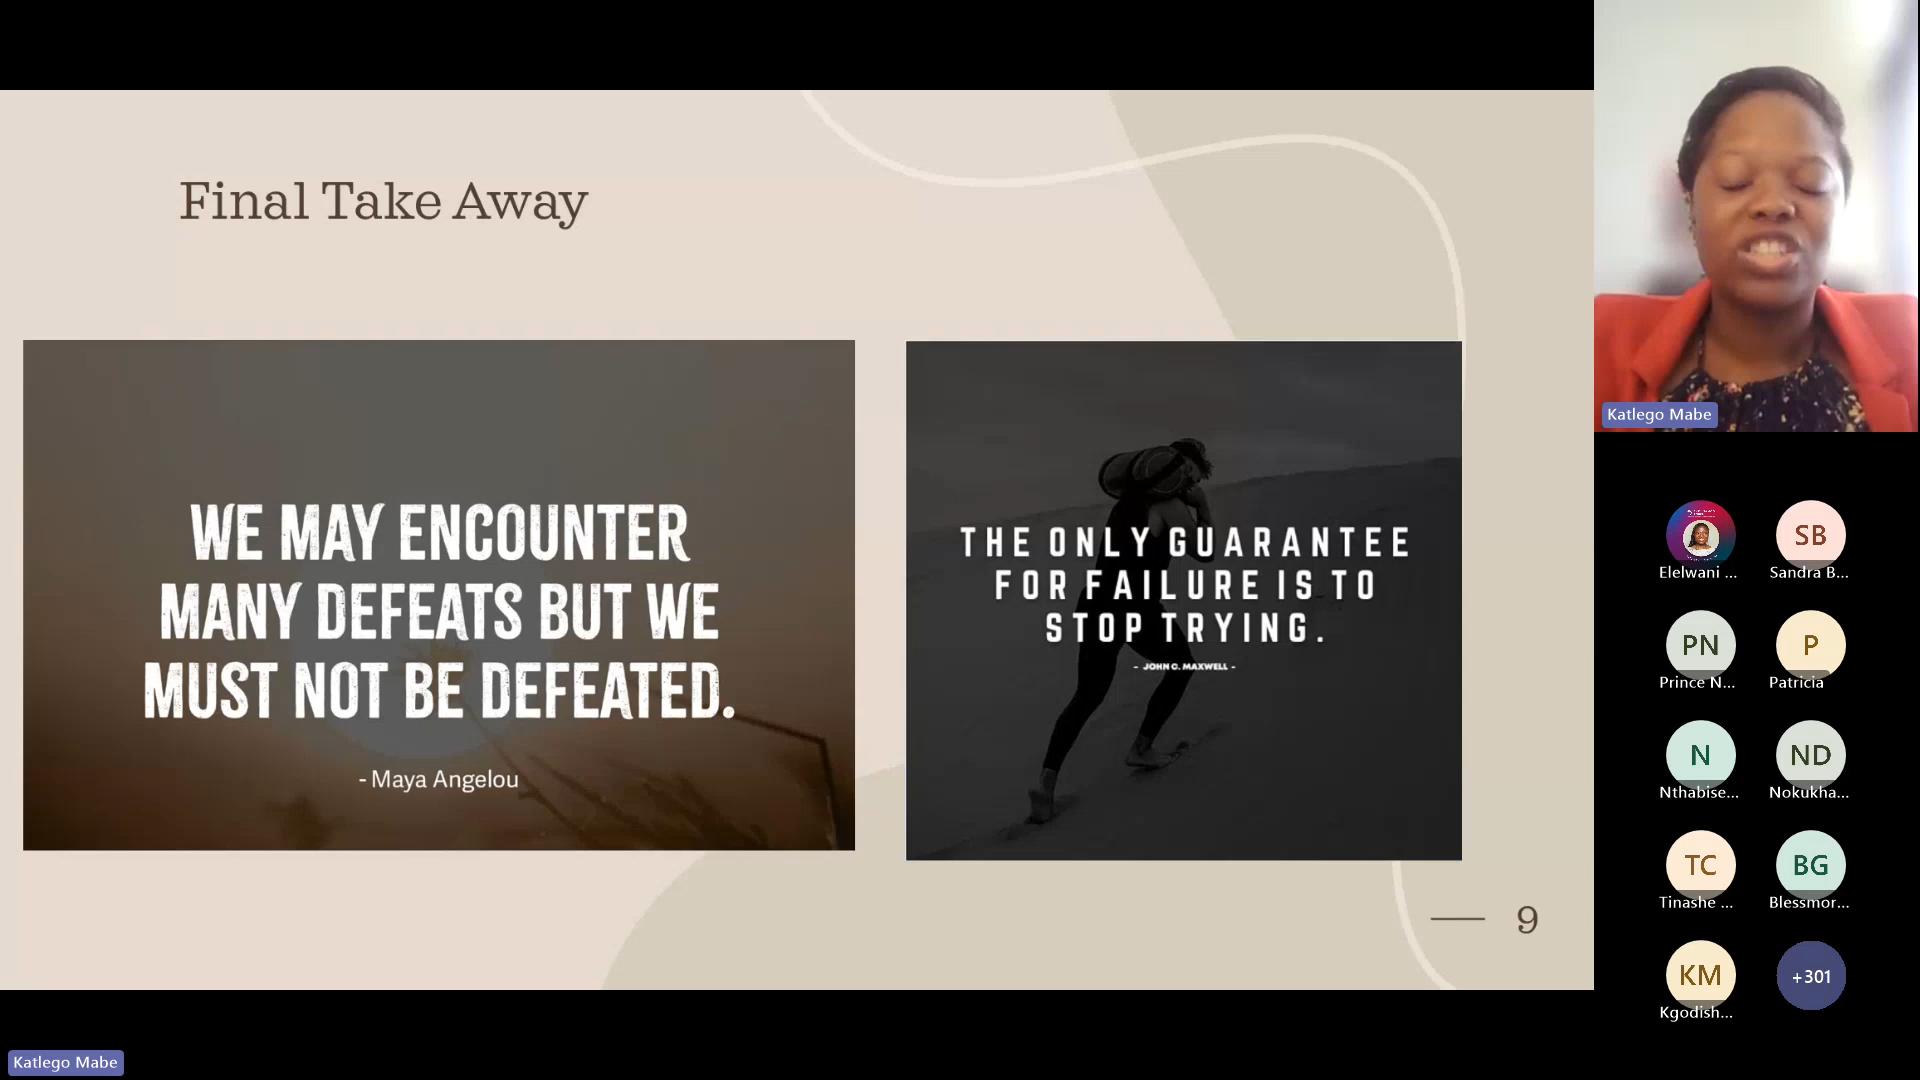 Final Take Away
WE MAY ENCOUNTER
MANY DEFEATS BUT WE
MUST NOT BE DEFEATED.
- Maya Angelou
THE ONLY GUARANTEE
FOR FAILURE IS TO
STOP TRYING.
- JOHN C. MAXWELL -
9
Katlego Mabe
Katlego Mabe
Elelwani ...
SB
Sandra B...
PN
Prince N...
P
Patricia
N
Nthabise...
ND
Nokukha...
TC
Tinashe ...
BG
Blessmor...
KM
Kgodish...
+301